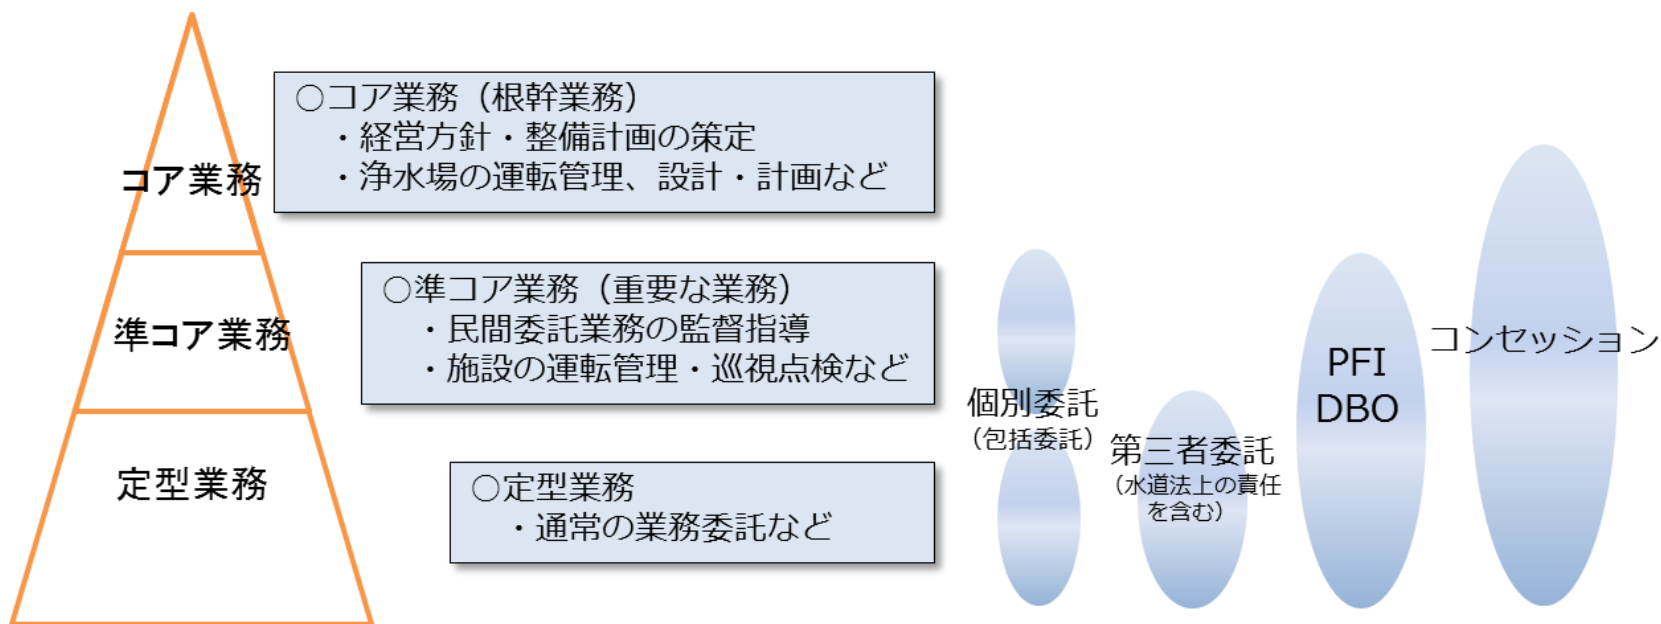 コア業務
準コア業務
定型業務
○コア業務（根幹業務）
・経営方針・整備計画の策定
・浄水場の運転管理、設計・計画など
○準コア業務（重要な業務）
・民間委託業務の監督指導
・施設の運転管理・巡視点検など
○定型業務
・通常の業務委託など
個別委託
（包括委託）
第三者委託
（水道法上の責任
を含む）
PFI
DBO
コンセッション